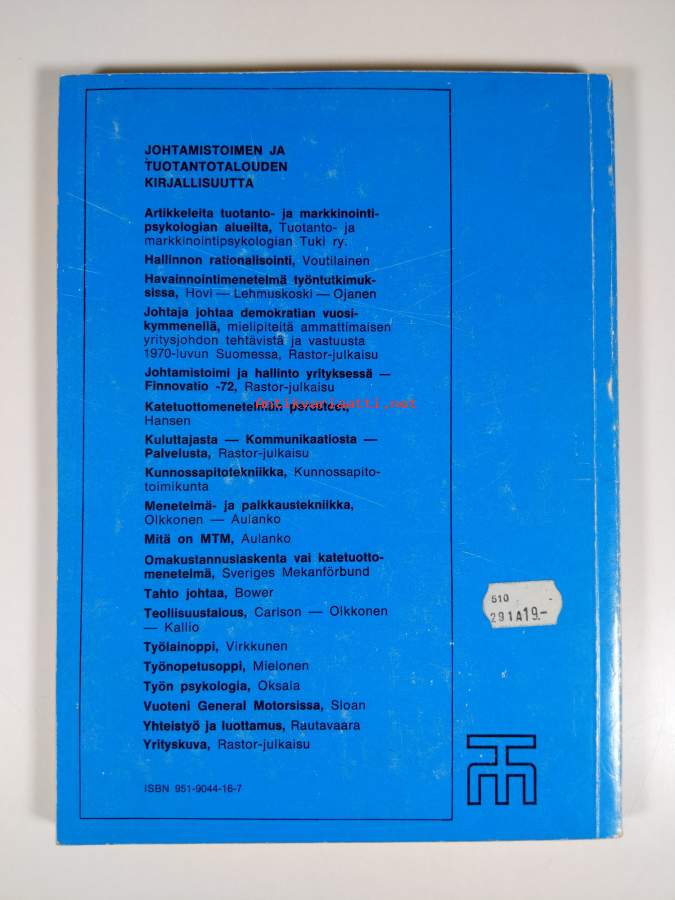 JOHTAMISTOIMEN JA
TUOTANTOTALOUDEN
KIRJALLISUUTTA
Artikkeleita tuotanto- ja markkinointi-
psykologian alueilta, Tuotanto- ja
markkinointipsykologian Tuki ry.
Hallinnon rationalisointi, Voutilainen
Havainnointimenetelmä työntutkimuk-
sissa, Hovi — Lehmuskoski — Ojanen
Johtaja johtaa demokratian vuosi-
kymmenellä, mielipiteitä ammattimaisen
yritysjohdon tehtävistä ja vastuusta
1970-luvun Suomessa, Rastor-julkaisu
Johtamistoimi ja hallinto yrityksessä —
Finnovatio -72, Rastor-julkaisu
Katetuottomenetelmän perusteet,
Antikvariaatti.net
Hansen
Kuluttajasta — Kommunikaatiosta —
Palvelusta, Rastor-julkaisu
Kunnossapitotekniikka, Kunnossapito-
toimikunta
Menetelmä- ja palkkaustekniikka,
Olkkonen — Aulanko
Mitä on MTM, Aulanko
Omakustannuslaskenta vai katetuotto-
menetelmä, Sveriges Mekanförbund
Tahto johtaa, Bower
Teollisuustalous, Carlson — Olkkonen
— Kallio
Työlainoppi, Virkkunen
Työnopetusoppi, Mielonen
Työn psykologia, Oksala
Vuoteni General Motorsissa, Sloan
Yhteistyö ja luottamus, Rautavaara
Yrityskuva, Rastor-julkaisu
ISBN 951-9044-16-7
510
291A19.-